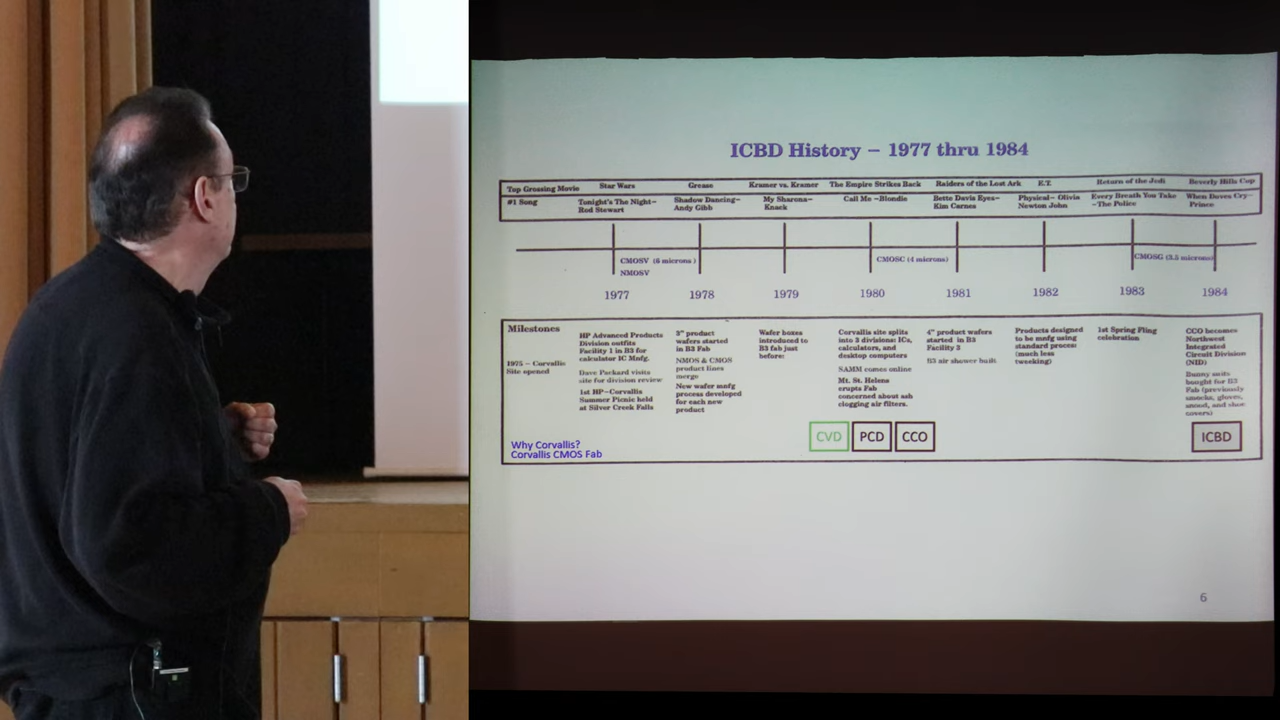 ICBD History – 1977 thru 1984
Top Grossing Movie
Star Wars
Grease
Kramer vs. Kramer
The Empire Strikes Back
Raiders of the Lost Ark
E.T.
Return of the Jedi
Beverly Hills Cop
#1 Song
Tonight's The Night–
Rod Stewart
Shadow Dancing–
Andy Gibb
My Sharona–
Knack
Call Me –Blondie
Bette Davis Eyes–
Kim Carnes
Physical– Olivia
Newton John
Every Breath You Take
–The Police
When Doves Cry–
Prince
CMOSV (6 microns )
NMOSV
CMOSC (4 microns)
CMOSG (3.5 microns)
1977
1978
1979
1980
1981
1982
1983
1984
Milestones
1975 – Corvallis
Site opened
HP Advanced Products
Division outfits
Facility 1 in B3 for
calculator IC Mnfg.
Dave Packard visits
site for division review
1st HP–Corvallis
Summer Picnic held
at Silver Creek Falls
3" product
wafers started
in B3 Fab
NMOS & CMOS
product lines
merge
New wafer mnfg
process developed
for each new
product
Wafer boxes
introduced to
B3 fab just
before:
Corvallis site splits
into 3 divisions: ICs,
calculators, and
desktop computers
SAMM comes online
Mt. St. Helens
erupts Fab
concerned about ash
clogging air filters.
4" product wafers
started in B3
Facility 3
B3 air shower built
Products designed
to be mnfg using
standard process
(much less
tweeking)
1st Spring Fling
celebration
CCO becomes
Northwest
Integrated
Circuit Division
(NID)
Bunny suits
bought for B3
Fab (previously
smocks, gloves,
snood, and shoe
covers)
Why Corvallis?
Corvallis CMOS Fab
CVD
PCD
CCO
ICBD
6